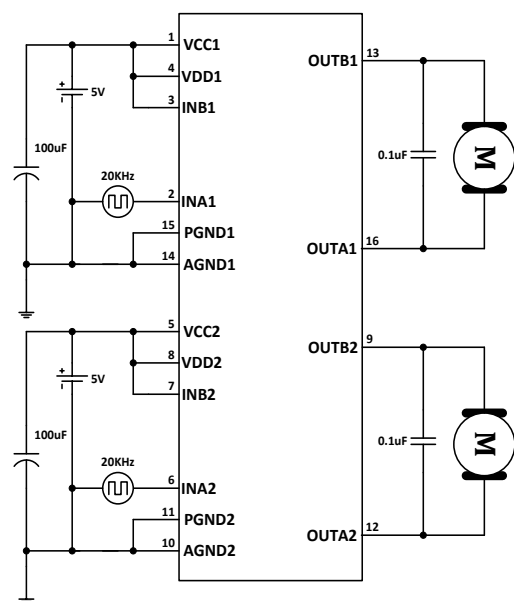 1 VCC1
4 VDD1
3 INB1
5V
100uF
20KHz
2 INA1
15 PGND1
14 AGND1
OUTB1 13
0.1uF
M
OUTA1 16
5 VCC2
8 VDD2
7 INB2
5V
100uF
20KHz
6 INA2
11 PGND2
10 AGND2
OUTB2 9
0.1uF
M
OUTA2 12